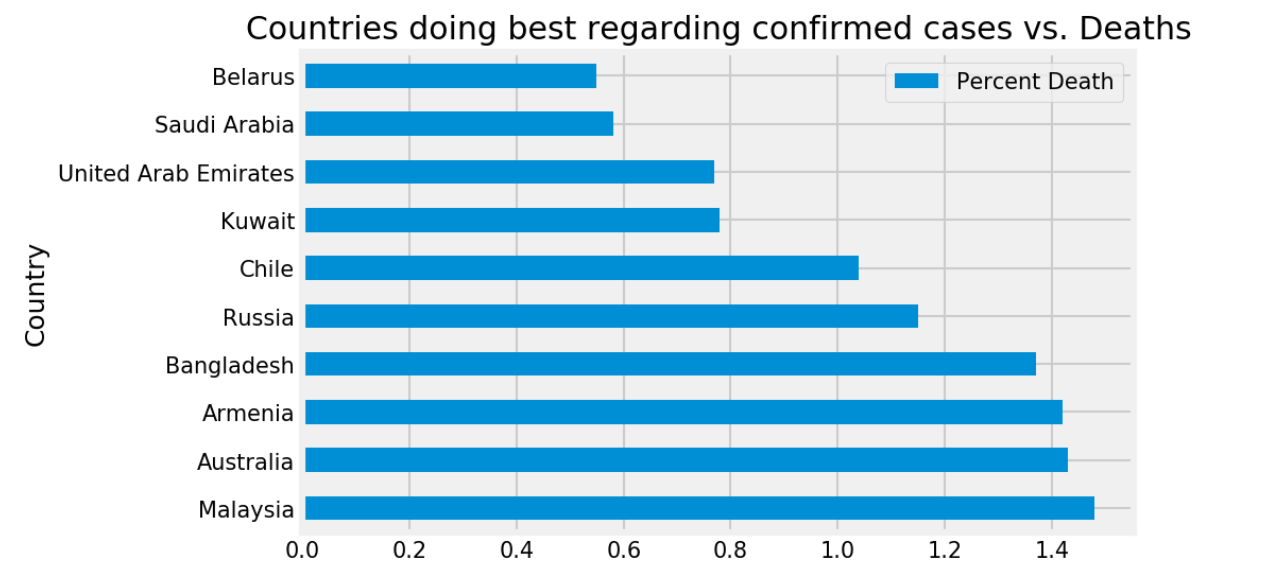 Countries doing best regarding confirmed cases vs. Deaths
Percent Death
Country
Belarus
Saudi Arabia
United Arab Emirates
Kuwait
Chile
Russia
Bangladesh
Armenia
Australia
Malaysia
0.0 0.2 0.4 0.6 0.8 1.0 1.2 1.4